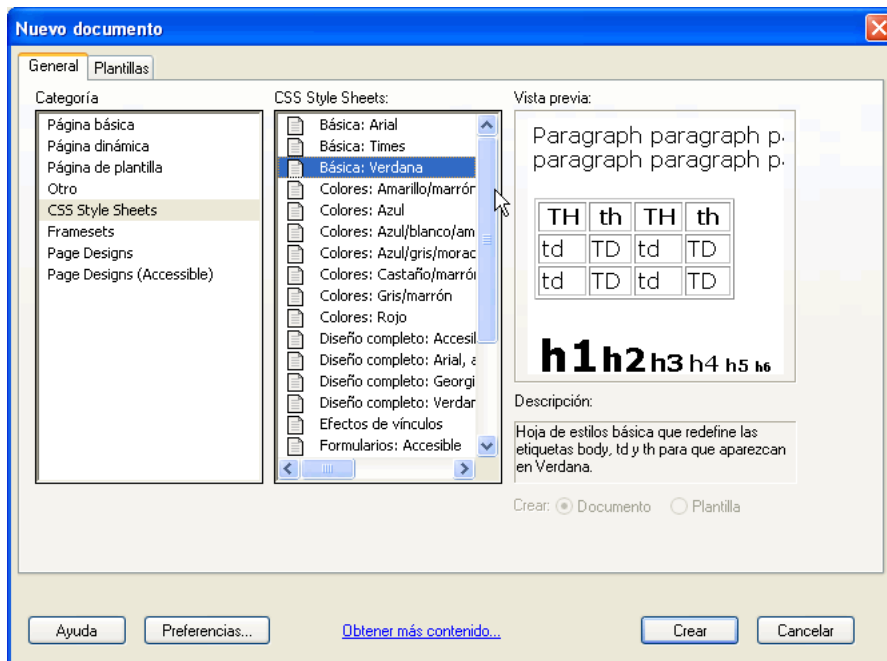 Nuevo documento
General
Plantillas
Categoría
Página básica
Página dinámica
Página de plantilla
Otro
CSS Style Sheets
Framesets
Page Designs
Page Designs (Accessible)
CSS Style Sheets:
Básica: Arial
Básica: Times
Básica: Verdana
Colores: Amarillo/marrón
Colores: Azul
Colores: Azul/blanco/am
Colores: Azul/gris/morac
Colores: Castaño/marró
Colores: Gris/marrón
Colores: Rojo
Diseño completo: Accesil
Diseño completo: Arial, a
Diseño completo: Georgi
Diseño completo: Verdar
Efectos de vínculos
Formularios: Accesible
Vista previa:
Paragraph paragraph p
paragraph paragraph p
TH th TH th
td TD td TD
td TD td TD
h1 h2 h3 h4 h5 h6
Descripción:
Hoja de estilos básica que redefine las
etiquetas body, td y th para que aparezcan
en Verdana.
Crear: Documento Plantilla
Ayuda
Preferencias...
Obtener más contenido...
Crear
Cancelar